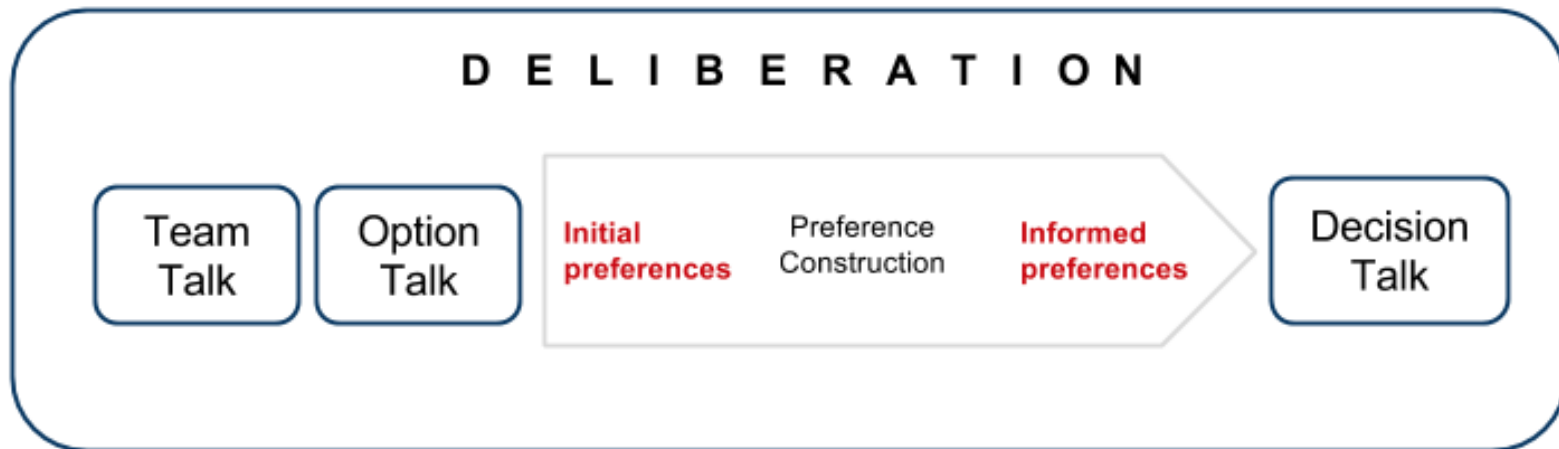 D E L I B E R A T I O N
Team
Talk
Option
Talk
Initial
preferences
Preference
Construction
Informed
preferences
Decision
Talk